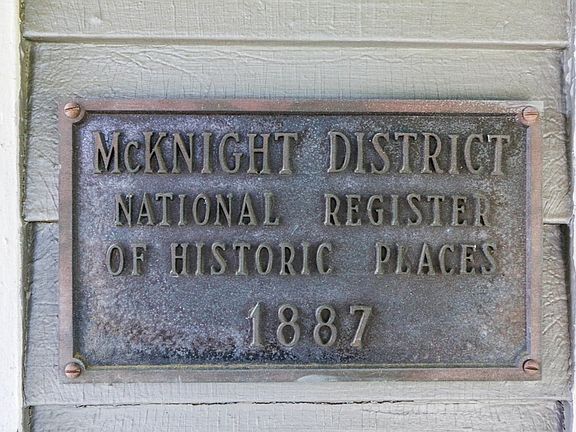 McKNIGHT DISTRICT
NATIONAL REGISTER
OF HISTORIC PLACES
1887